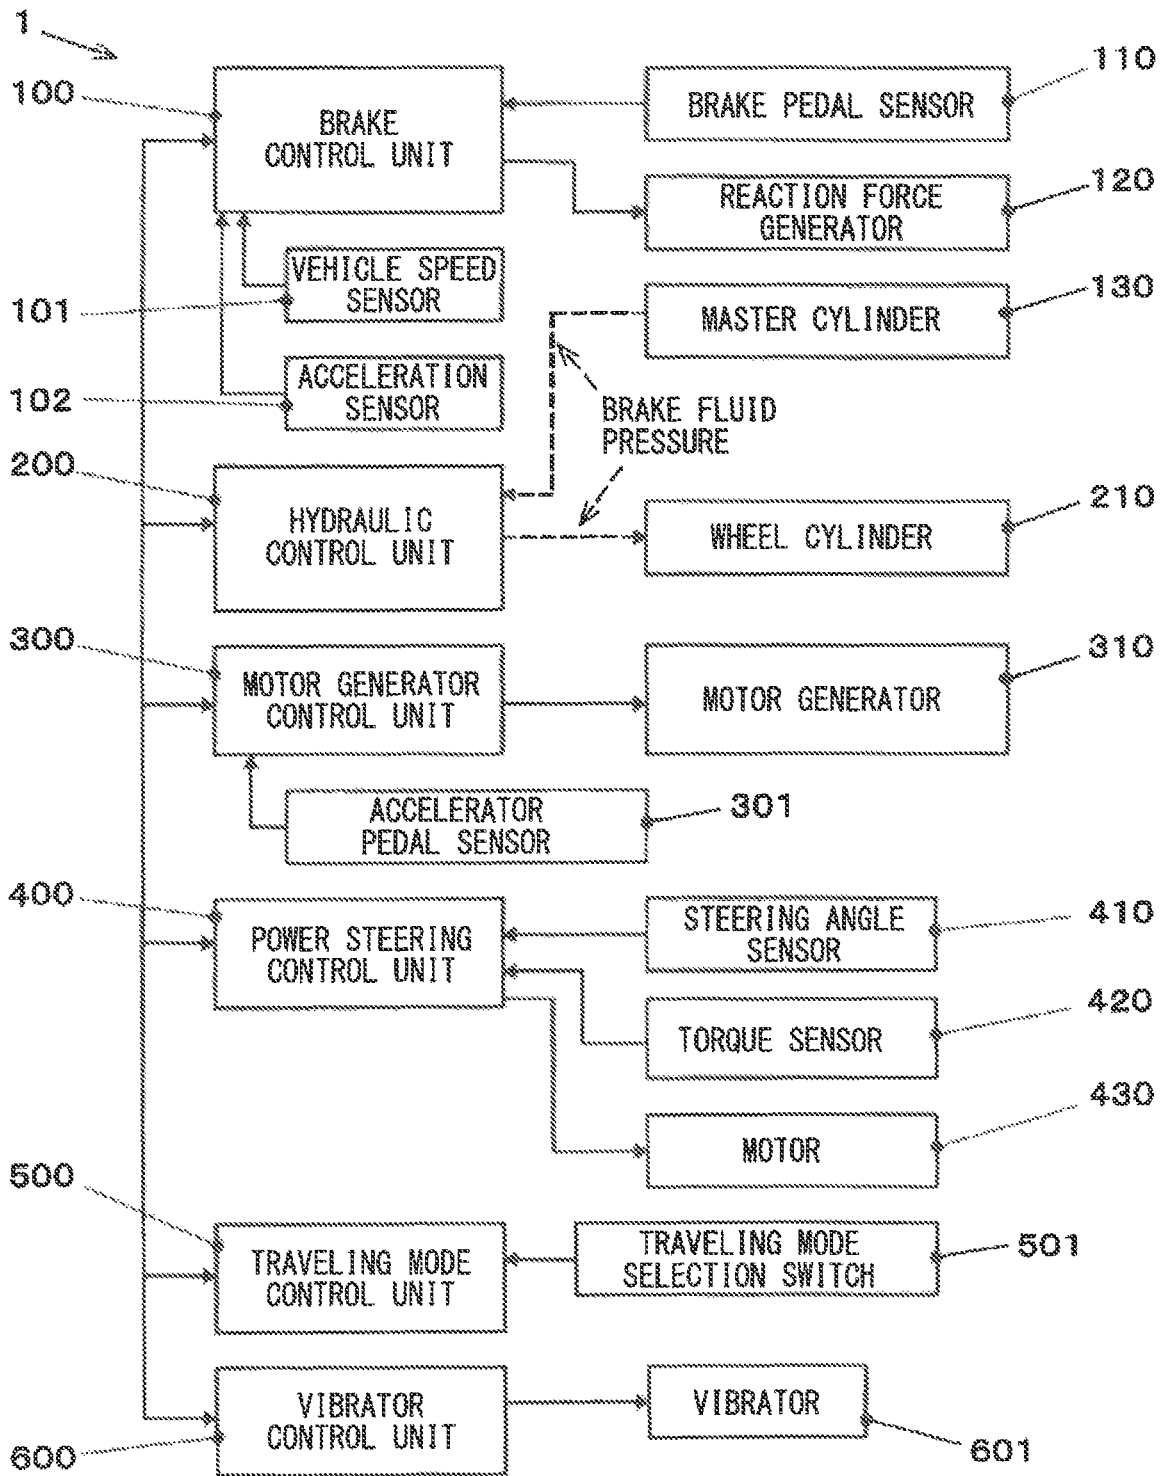 1
100
BRAKE
CONTROL UNIT
BRAKE PEDAL SENSOR
110
REACTION FORCE
GENERATOR
120
VEHICLE SPEED
SENSOR
101
MASTER CYLINDER
130
ACCELERATION
SENSOR
102
BRAKE FLUID
PRESSURE
200
HYDRAULIC
CONTROL UNIT
WHEEL CYLINDER
210
300
MOTOR GENERATOR
CONTROL UNIT
MOTOR GENERATOR
310
ACCELERATOR
PEDAL SENSOR
301
400
POWER STEERING
CONTROL UNIT
STEERING ANGLE
SENSOR
410
TORQUE SENSOR
420
MOTOR
430
500
TRAVELING MODE
CONTROL UNIT
TRAVELING MODE
SELECTION SWITCH
501
VIBRATOR
CONTROL UNIT
600
VIBRATOR
601